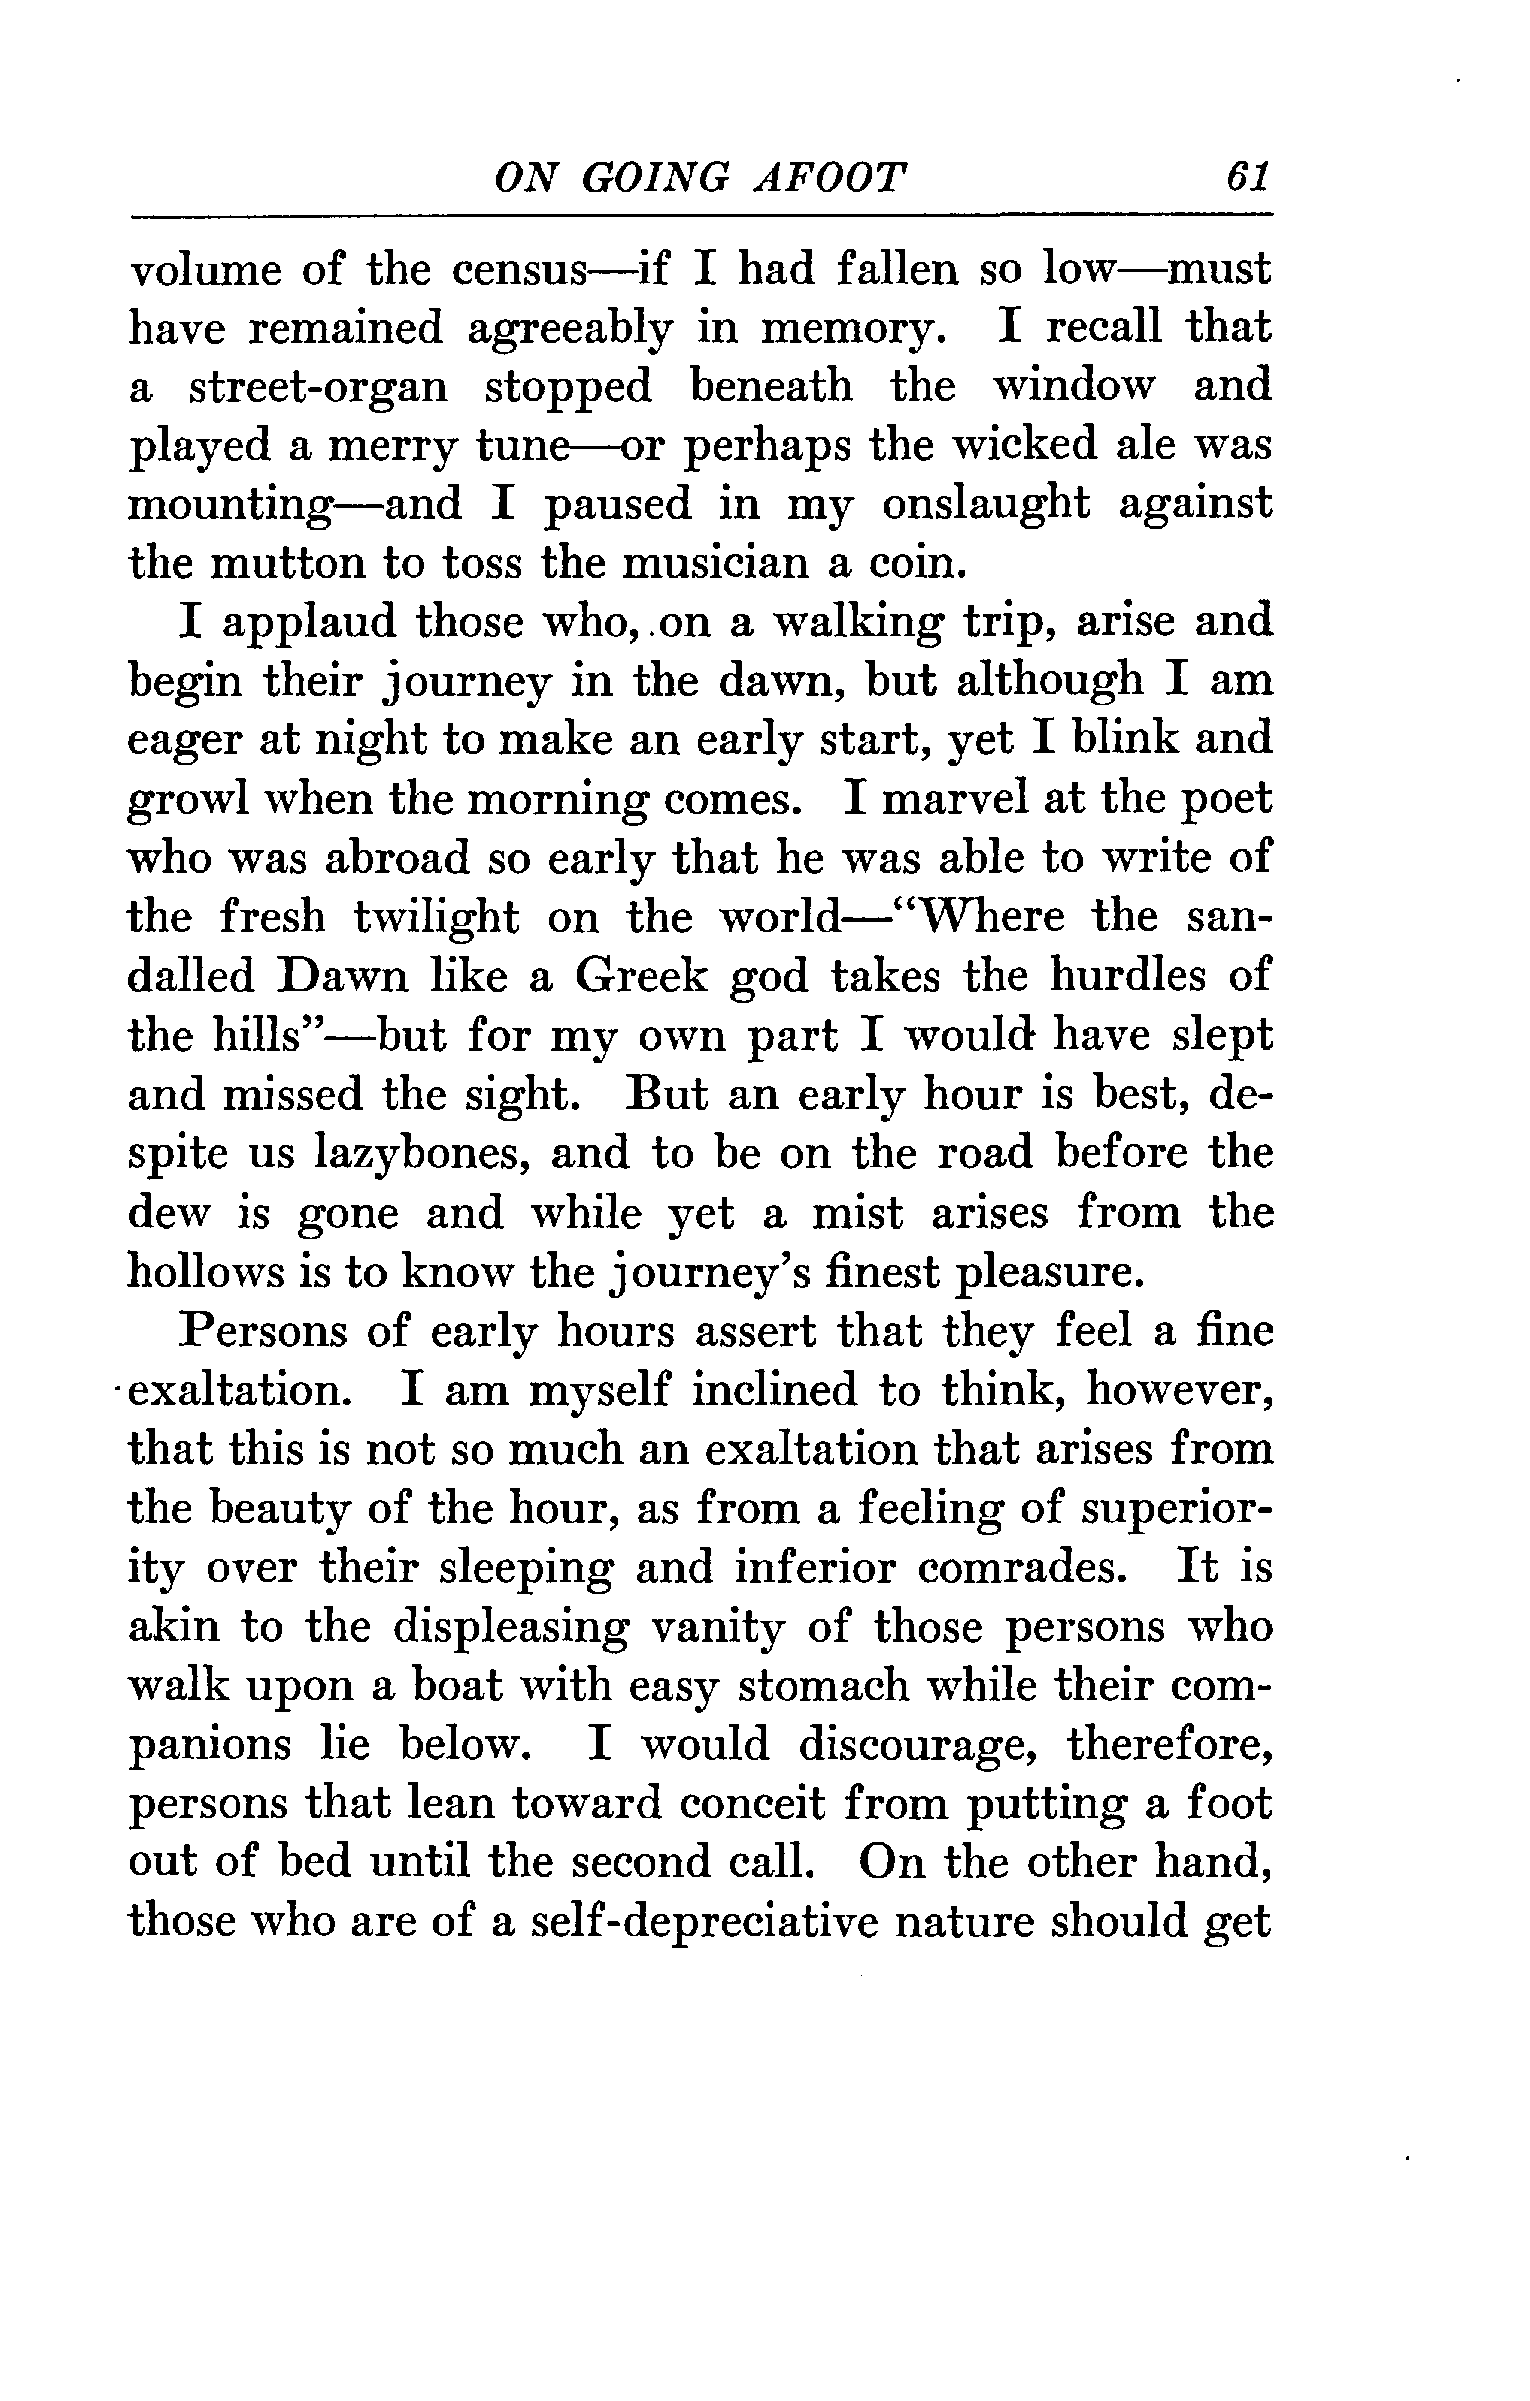 ON GOING AFOOT 61
volume of the census—if I had fallen so low—must
have remained agreeably in memory. I recall that
a street-organ stopped beneath the window and
played a merry tune—or perhaps the wicked ale was
mounting—and I paused in my onslaught against
the mutton to toss the musician a coin.
I applaud those who, on a walking trip, arise and
begin their journey in the dawn, but although I am
eager at night to make an early start, yet I blink and
growl when the morning comes. I marvel at the poet
who was abroad so early that he was able to write of
the fresh twilight on the world—“Where the san-
dalled Dawn like a Greek god takes the hurdles of
the hills”—but for my own part I would have slept
and missed the sight. But an early hour is best, de-
spite us lazybones, and to be on the road before the
dew is gone and while yet a mist arises from the
hollows is to know the journey’s finest pleasure.
Persons of early hours assert that they feel a fine
exaltation. I am myself inclined to think, however,
that this is not so much an exaltation that arises from
the beauty of the hour, as from a feeling of superior-
ity over their sleeping and inferior comrades. It is
akin to the displeasing vanity of those persons who
walk upon a boat with easy stomach while their com-
panions lie below. I would discourage, therefore,
persons that lean toward conceit from putting a foot
out of bed until the second call. On the other hand,
those who are of a self-depreciative nature should get